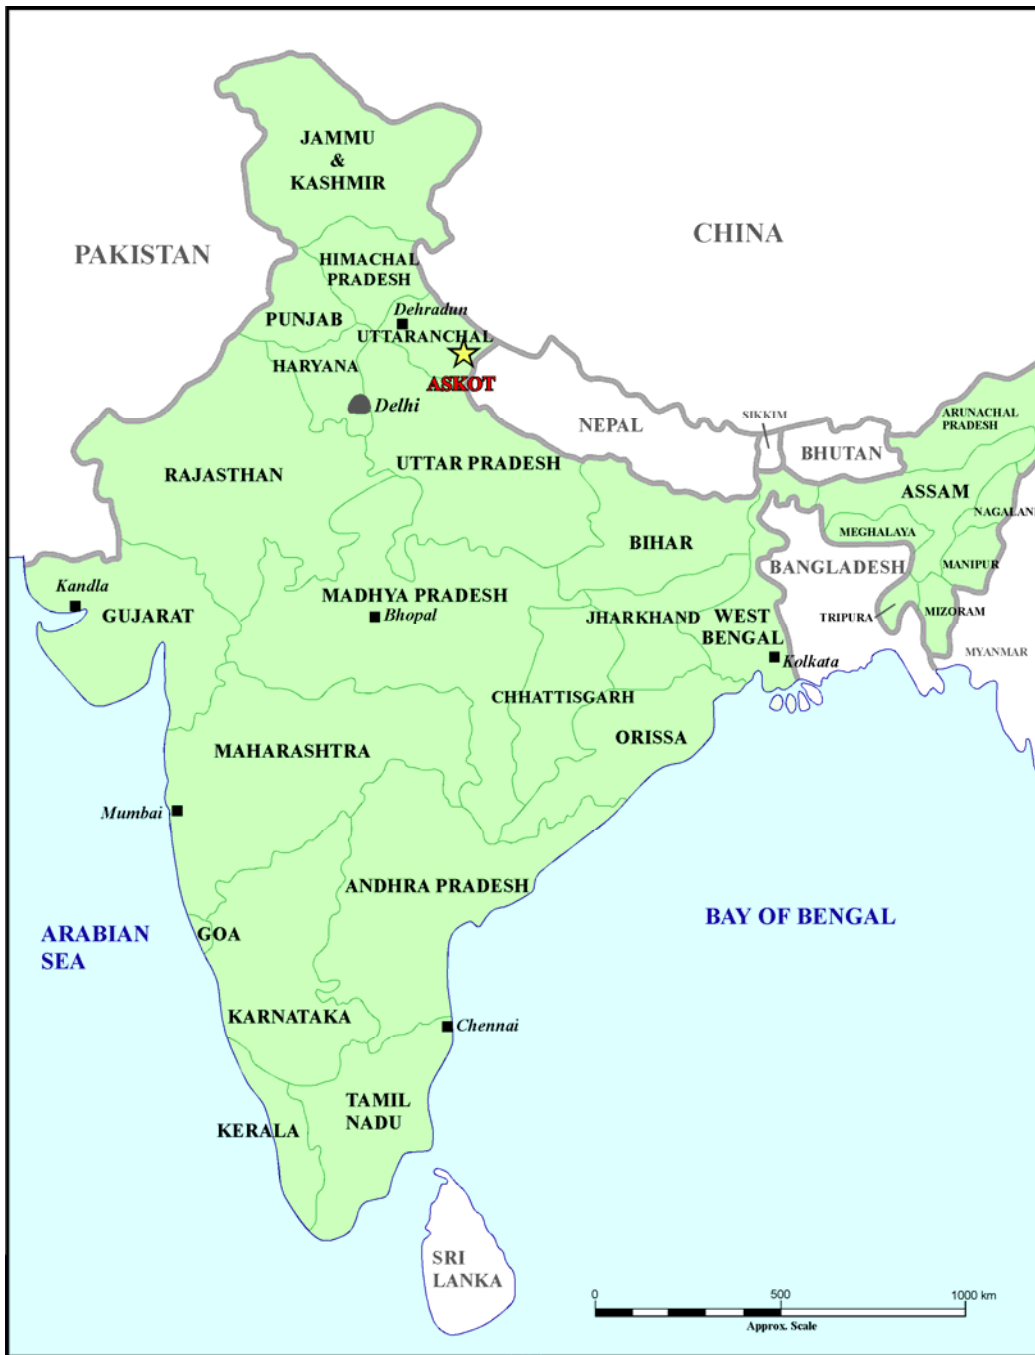 JAMMU
&
KASHMIR
CHINA
PAKISTAN
HIMACHAL
PRADESH
Dehradun
PUNJAB
UTTARANCHAL
HARYANA
ASKOT
Delhi
NEPAL
SIKKIM
ARUNACHAL
PRADESH
BHUTAN
RAJASTHAN
UTTAR PRADESH
ASSAM
NAGALAND
MEGHALAYA
BIHAR
BANGLADESH
MANIPUR
Kandla
GUJARAT
MADHYA PRADESH
Bhopal
JHARKHAND
WEST
BENGAL
TRIPURA
MIZORAM
Kolkata
MYANMAR
CHHATTISGARH
ORISSA
MAHARASHTRA
Mumbai
ANDHRA PRADESH
BAY OF BENGAL
ARABIAN
SEA
GOA
KARNATAKA
Chennai
TAMIL
NADU
KERALA
SRI
LANKA
0 500 1000 km
Approx. Scale